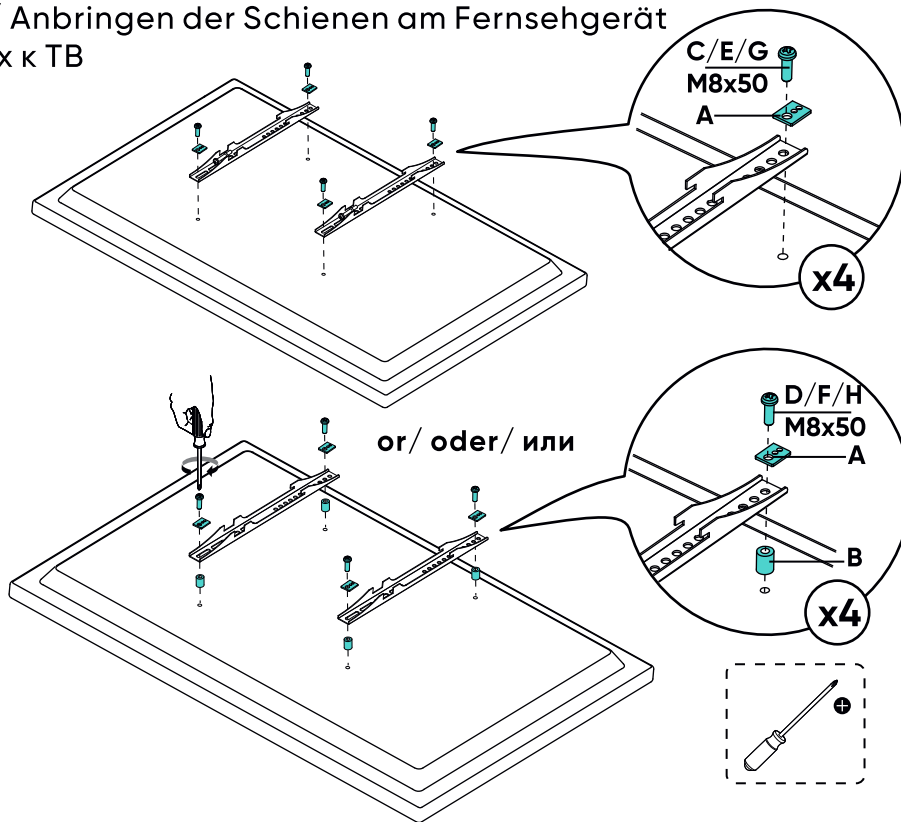 / Anbringen der Schienen am Fernsehgerät
х к ТВ
C/E/G
M8x50
A
x4
or/ oder/ или
D/F/H
M8x50
A
B
x4